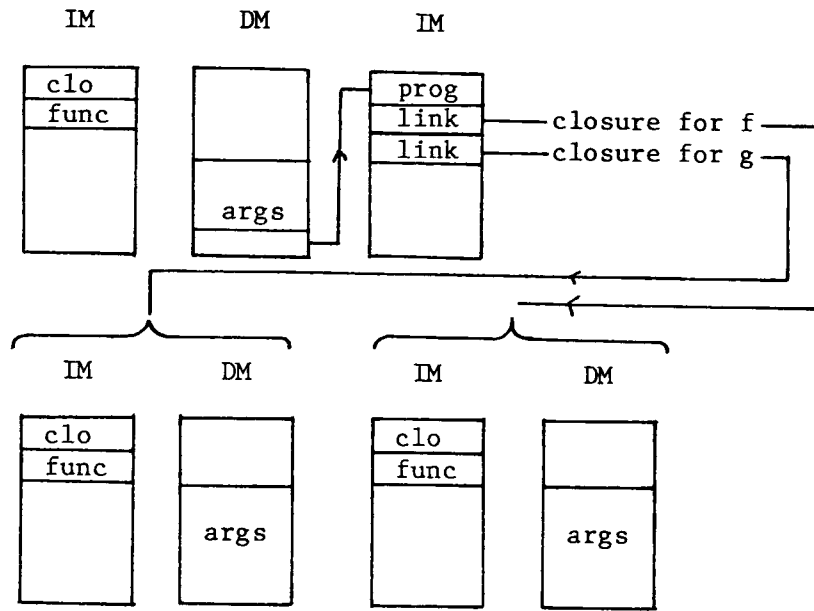 IM DM IM
clo
func
args
prog
link closure for f
link closure for g
IM DM IM DM
clo
func
args
clo
func
args